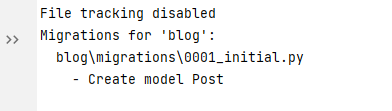 File tracking disabled
Migrations for 'blog':
  blog\migrations\0001_initial.py
    - Create model Post